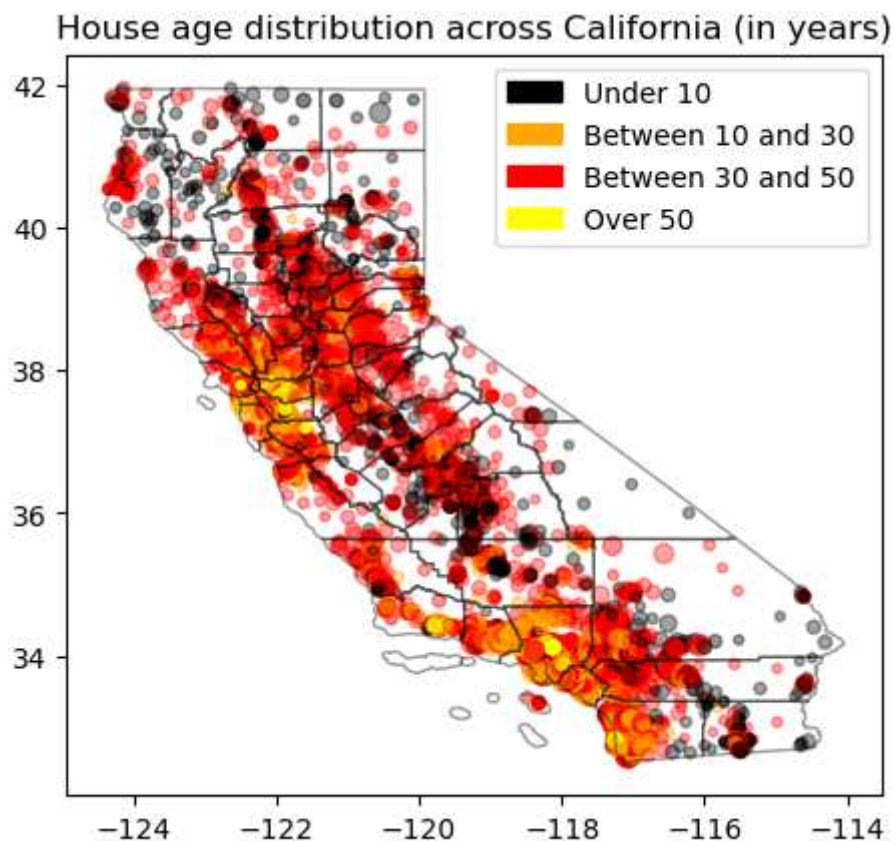 House age distribution across California (in years)
Under 10
Between 10 and 30
Between 30 and 50
Over 50
42
40
38
36
34
−124
−122
−120
−118
−116
−114